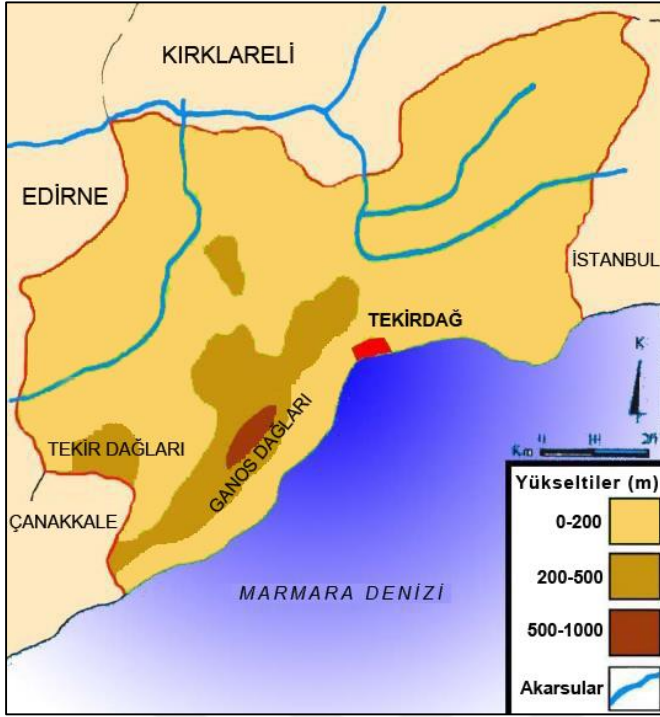 KIRKLARELİ
EDİRNE
İSTANBUL
TEKİRDAĞ
K
TEKİR DAĞLARI
GANOS DAĞLARI
ÇANAKKALE
MARMARA DENİZİ
Km
Yükseltiler (m)
0-200
200-500
500-1000
Akarsular